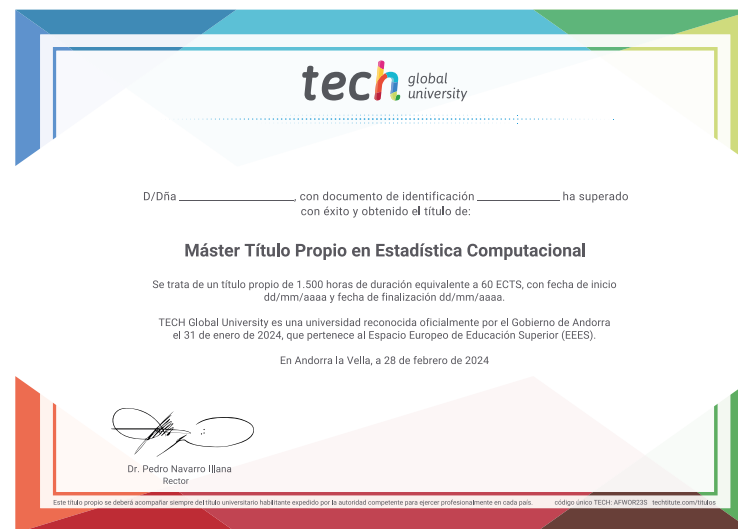 tech global university
D/Dña ____________________, con documento de identificación ______________ ha superado
con éxito y obtenido el título de:
Máster Título Propio en Estadística Computacional
Se trata de un título propio de 1.500 horas de duración equivalente a 60 ECTS, con fecha de inicio
dd/mm/aaaa y fecha de finalización dd/mm/aaaa.
TECH Global University es una universidad reconocida oficialmente por el Gobierno de Andorra
el 31 de enero de 2024, que pertenece al Espacio Europeo de Educación Superior (EEES).
En Andorra la Vella, a 28 de febrero de 2024
Dr. Pedro Navarro Illana
Rector
Este título propio se deberá acompañar siempre del título universitario habilitante expedido por la autoridad competente para ejercer profesionalmente en cada país. código único TECH: AFWOR23S techtitute.com/titulos